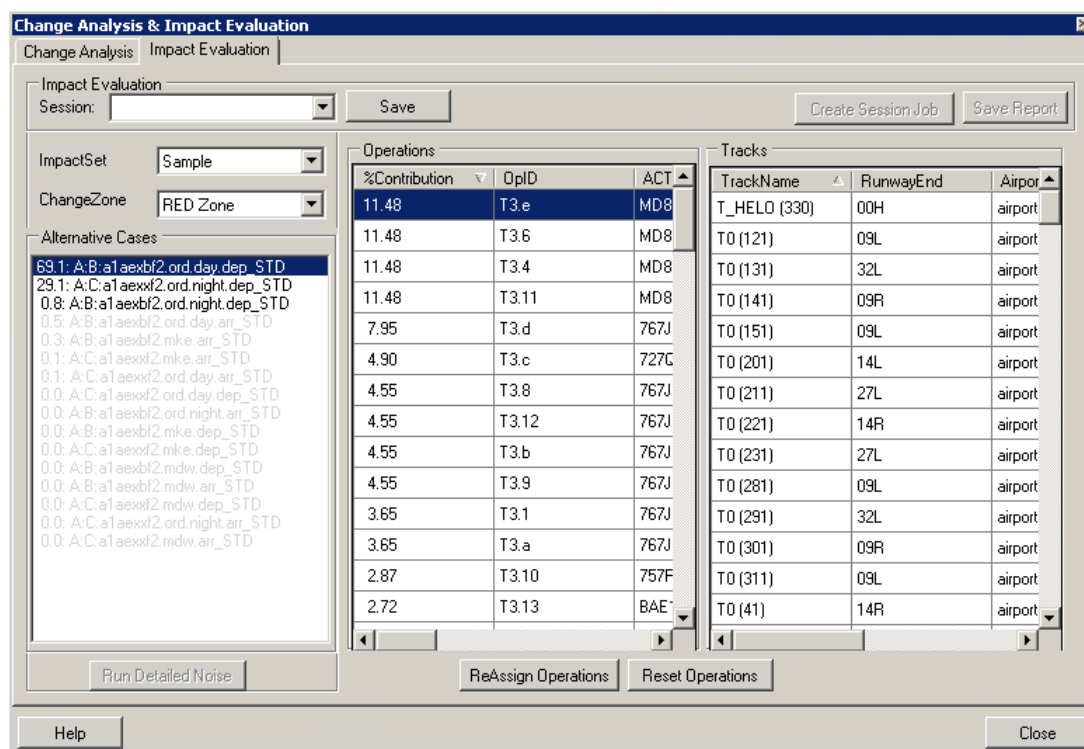 Change Analysis & Impact Evaluation
Change Analysis Impact Evaluation
Impact Evaluation
Session: Save Create Session Job Save Report
ImpactSet Sample
ChangeZone RED Zone
Alternative Cases
69.1: A:B:a1aexbf2.ord.day.dep_STD
29.1: A:C:a1aexxf2.ord.night.dep_STD
0.8: A:B:a1aexbf2.ord.night.dep_STD
0.5: A:B:a1aexbf2.ord.day.arr_STD
0.3: A:B:a1aexbf2.mke.arr_STD
0.1: A:C:a1aexxf2.mke.arr_STD
0.1: A:C:a1aexxf2.ord.day.arr_STD
0.0: A:C:a1aexxf2.ord.day.dep_STD
0.0: A:B:a1aexbf2.ord.night.arr_STD
0.0: A:B:a1aexbf2.mke.dep_STD
0.0: A:C:a1aexxf2.mke.dep_STD
0.0: A:B:a1aexbf2.mdw.dep_STD
0.0: A:B:a1aexbf2.mdw.arr_STD
0.0: A:C:a1aexxf2.mdw.dep_STD
0.0: A:C:a1aexxf2.ord.night.arr_STD
0.0: A:C:a1aexxf2.mdw.arr_STD
Run Detailed Noise
Operations
%Contribution OpID ACT
11.48 T3.e MD8
11.48 T3.6 MD8
11.48 T3.4 MD8
11.48 T3.11 MD8
7.95 T3.d 767J
4.90 T3.c 727Q
4.55 T3.8 767J
4.55 T3.12 767J
4.55 T3.b 767J
4.55 T3.9 767J
3.65 T3.1 767J
3.65 T3.a 767J
2.87 T3.10 757F
2.72 T3.13 BAE
Tracks
TrackName RunwayEnd Airpor
T_HELO (330) 00H airport
T0 (121) 09L airport
T0 (131) 32L airport
T0 (141) 09R airport
T0 (151) 09L airport
T0 (201) 14L airport
T0 (211) 27L airport
T0 (221) 14R airport
T0 (231) 27L airport
T0 (281) 09L airport
T0 (291) 32L airport
T0 (301) 09R airport
T0 (311) 09L airport
T0 (41) 14R airport
ReAssign Operations Reset Operations
Help Close